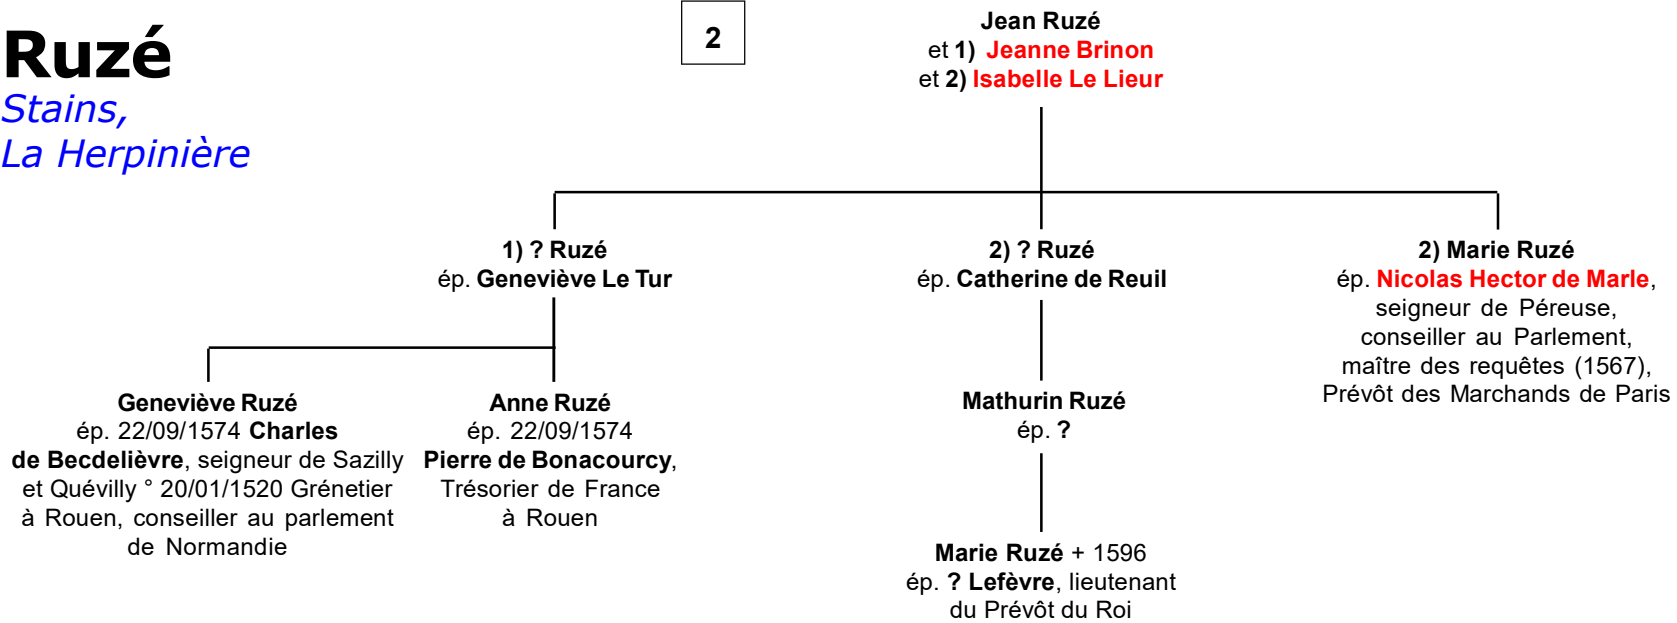 Ruzé
Stains,
La Herpinière
2
Jean Ruzé
et 1) Jeanne Brinon
et 2) Isabelle Le Lieur
1) ? Ruzé
ép. Geneviève Le Tur
2) ? Ruzé
ép. Catherine de Reuil
2) Marie Ruzé
ép. Nicolas Hector de Marle,
seigneur de Péreuse,
conseiller au Parlement,
maître des requêtes (1567),
Prévôt des Marchands de Paris
Geneviève Ruzé
ép. 22/09/1574 Charles
de Becdelièvre, seigneur de Sazilly
et Quévilly ° 20/01/1520 Grénetier
à Rouen, conseiller au parlement
de Normandie
Anne Ruzé
ép. 22/09/1574
Pierre de Bonacourcy,
Trésorier de France
à Rouen
Mathurin Ruzé
ép. ?
Marie Ruzé + 1596
ép. ? Lefèvre, lieutenant
du Prévôt du Roi